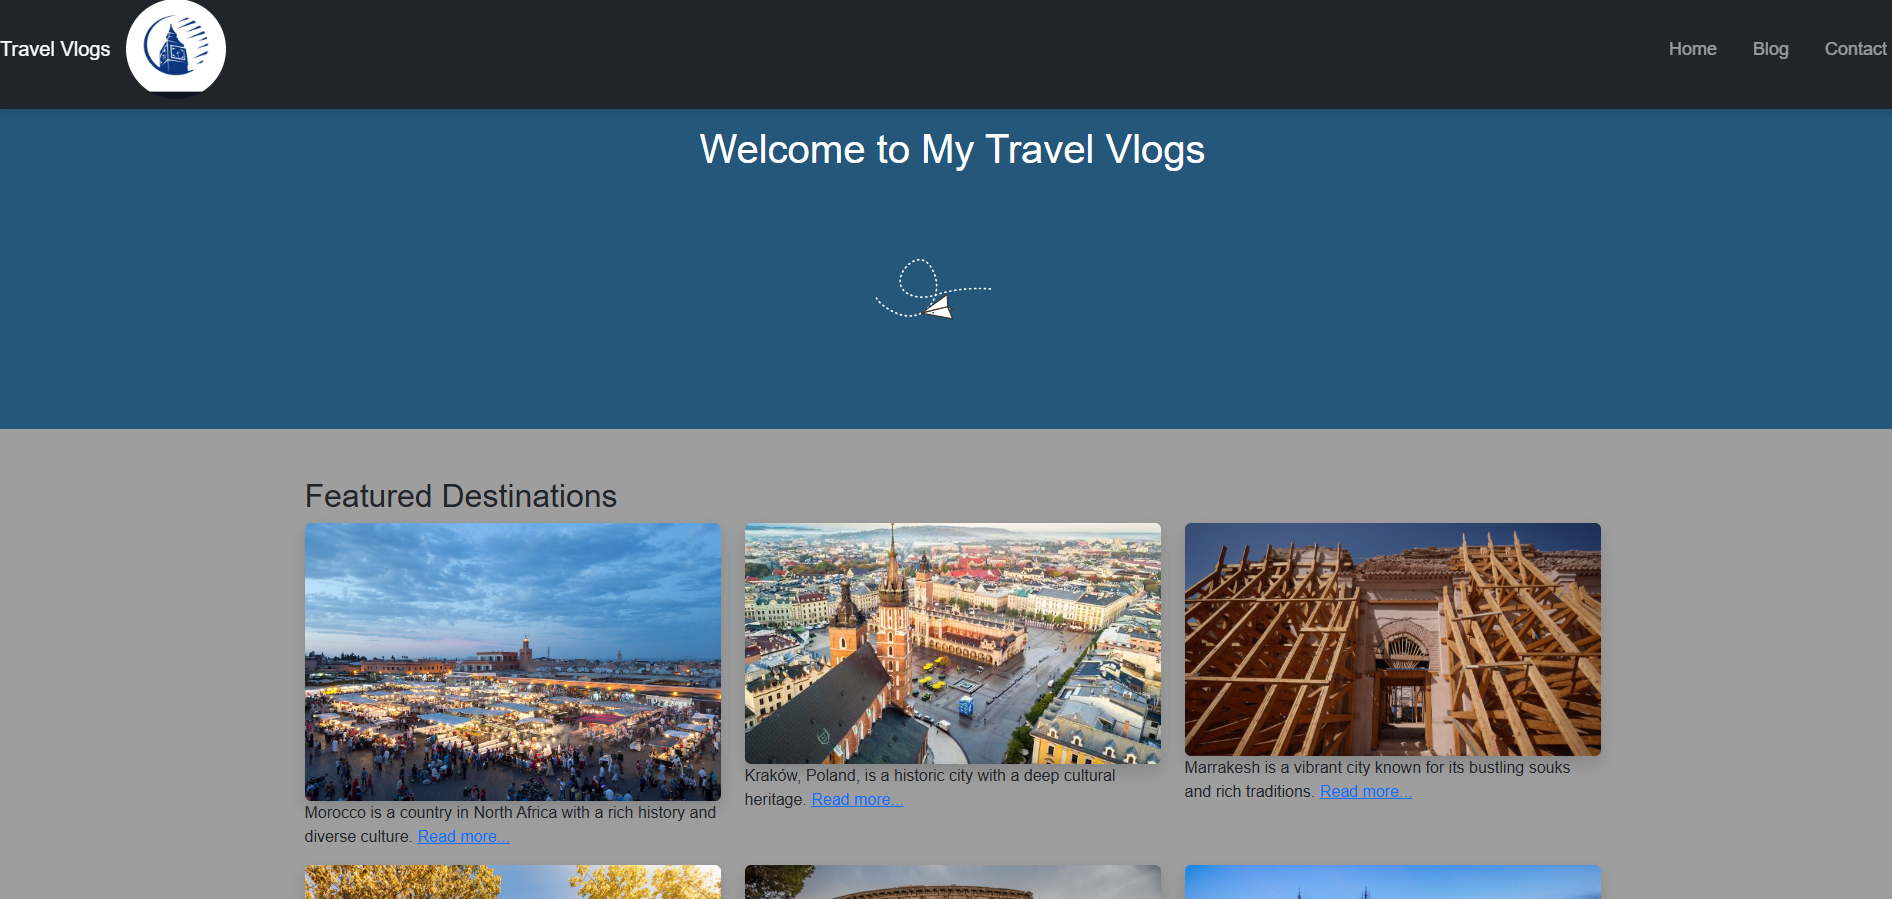 Travel Vlogs
Home
Blog
Contact
Welcome to My Travel Vlogs
Featured Destinations
Morocco is a country in North Africa with a rich history and
diverse culture. Read more...
Kraków, Poland, is a historic city with a deep cultural
heritage. Read more...
Marrakesh is a vibrant city known for its bustling souks
and rich traditions. Read more...